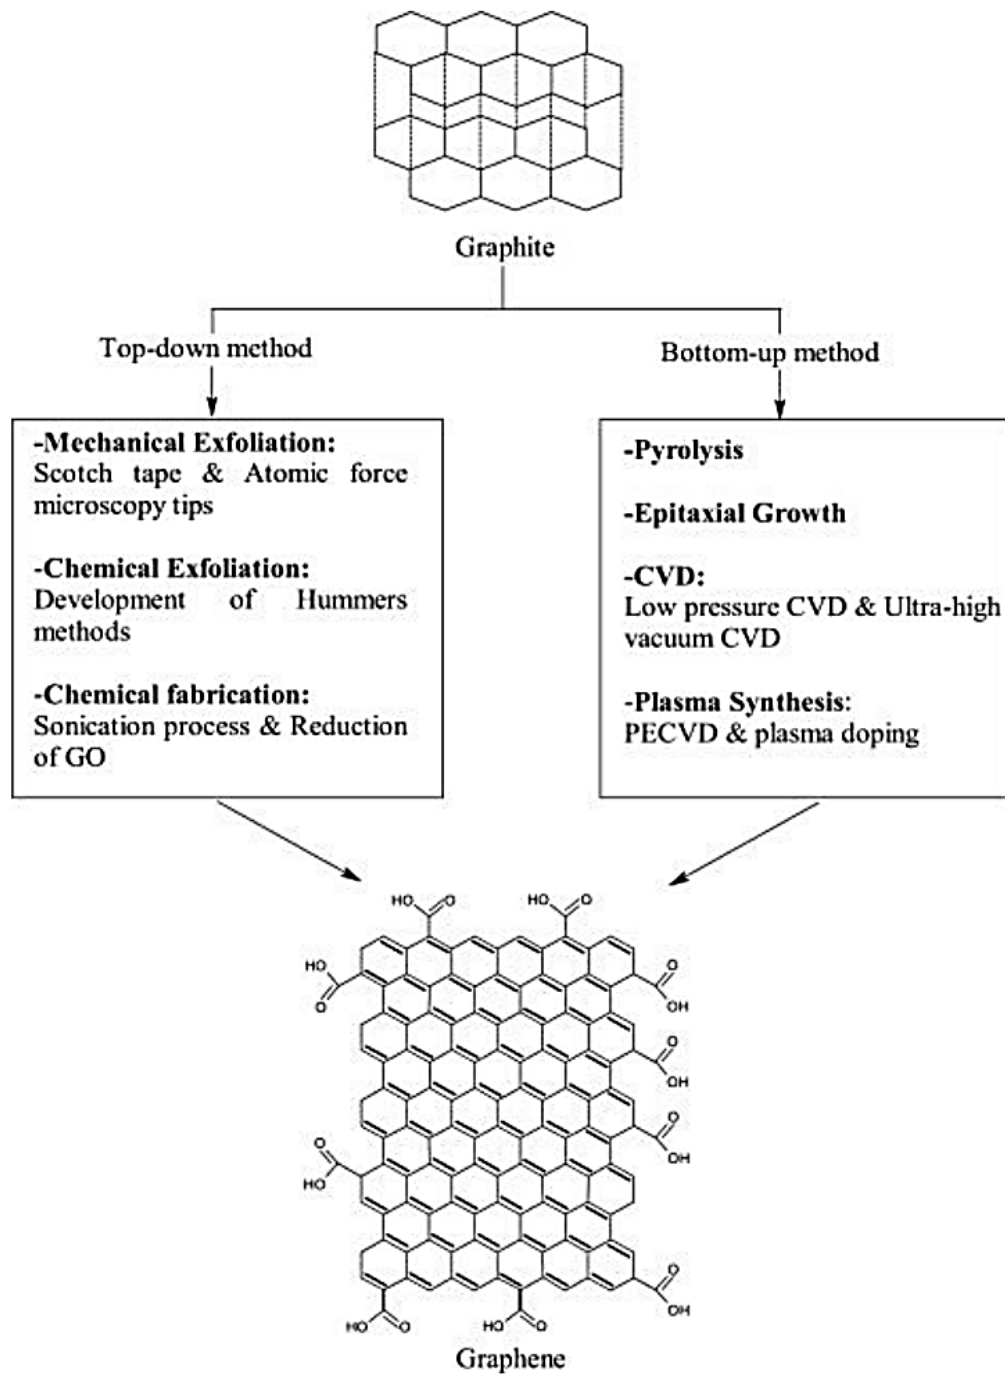 Graphite
Top-down method
Bottom-up method
-Mechanical Exfoliation:
Scotch tape & Atomic force
microscopy tips
-Chemical Exfoliation:
Development of Hummers
methods
-Chemical fabrication:
Sonication process & Reduction
of GO
-Pyrolysis
-Epitaxial Growth
-CVD:
Low pressure CVD & Ultra-high
vacuum CVD
-Plasma Synthesis:
PECVD & plasma doping
HO O
HO O
HO
O
O
OH
O
OH
O
OH
O
HO
O
OH
HO O
HO O
Graphene